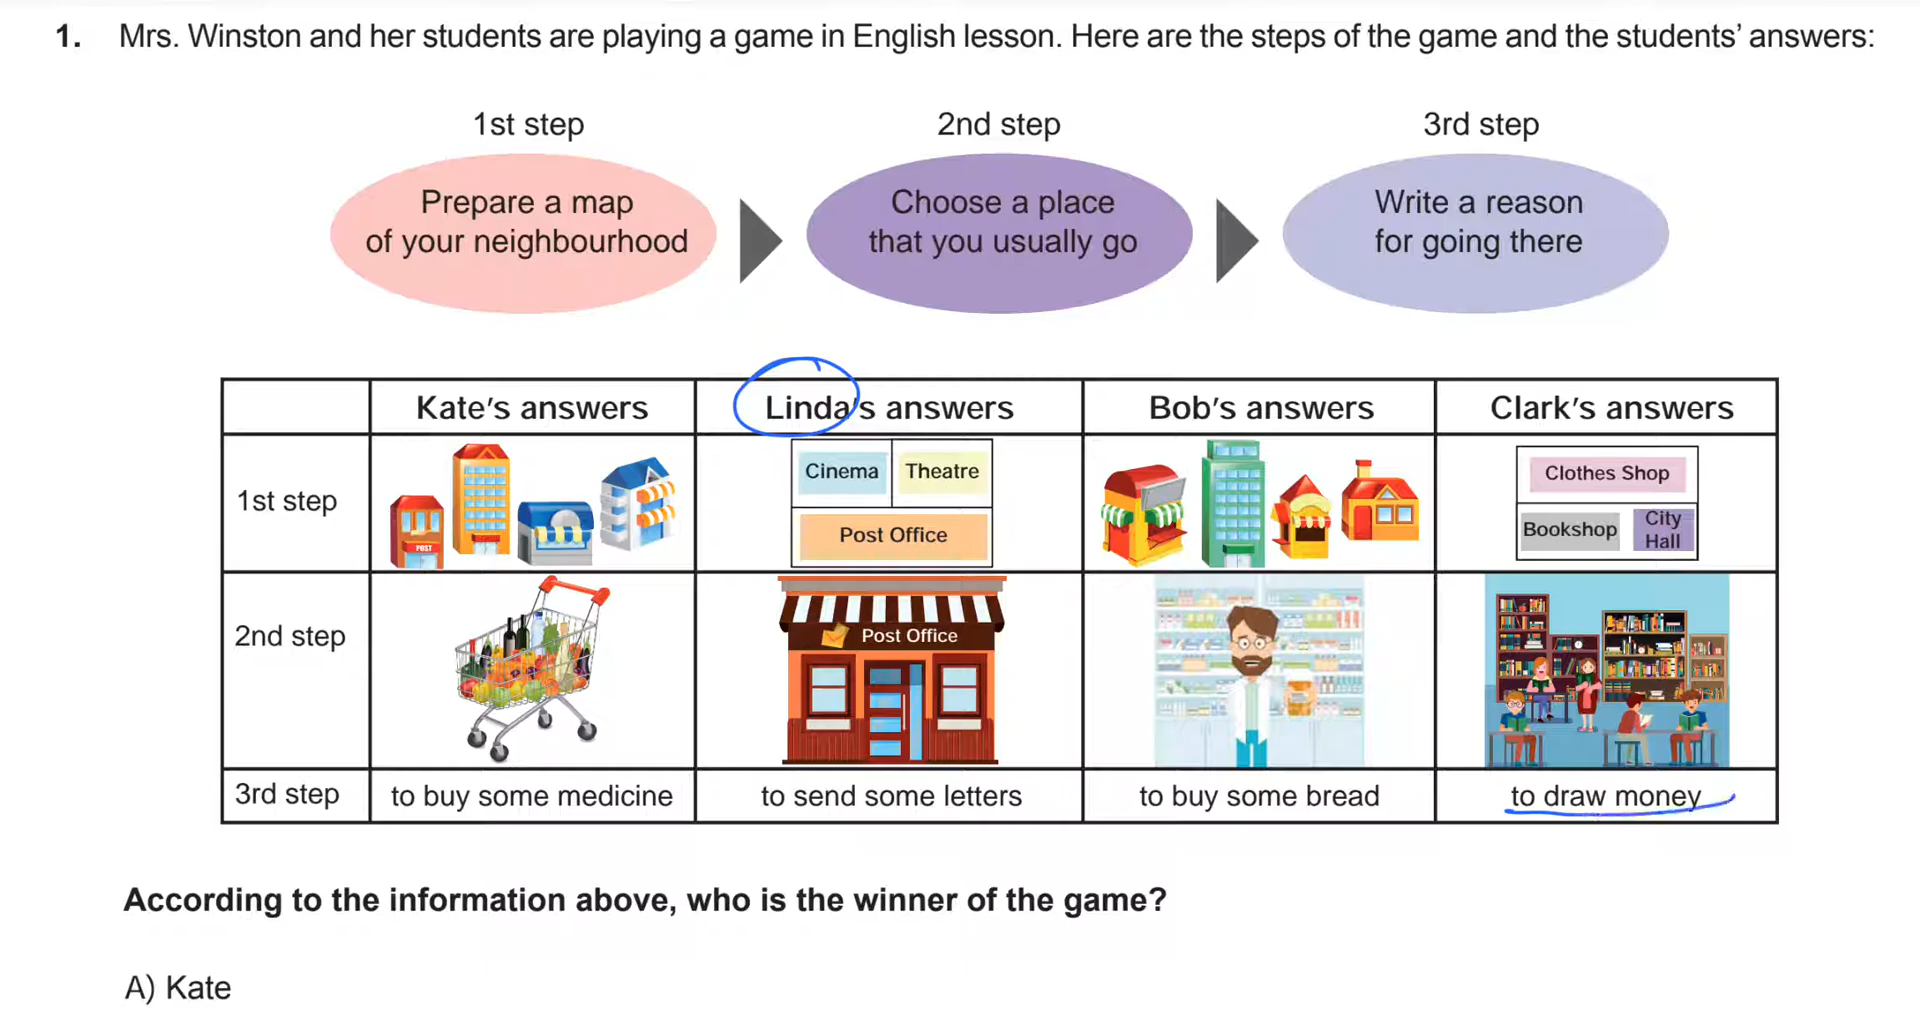 1. Mrs. Winston and her students are playing a game in English lesson. Here are the steps of the game and the students’ answers:
1st step
2nd step
3rd step
Prepare a map
of your neighbourhood
Choose a place
that you usually go
Write a reason
for going there
Kate’s answers
Linda’s answers
Bob’s answers
Clark’s answers
1st step
POST
Cinema
Theatre
Post Office
Clothes Shop
Bookshop
City
Hall
2nd step
Post Office
3rd step
to buy some medicine
to send some letters
to buy some bread
to draw money
According to the information above, who is the winner of the game?
A) Kate